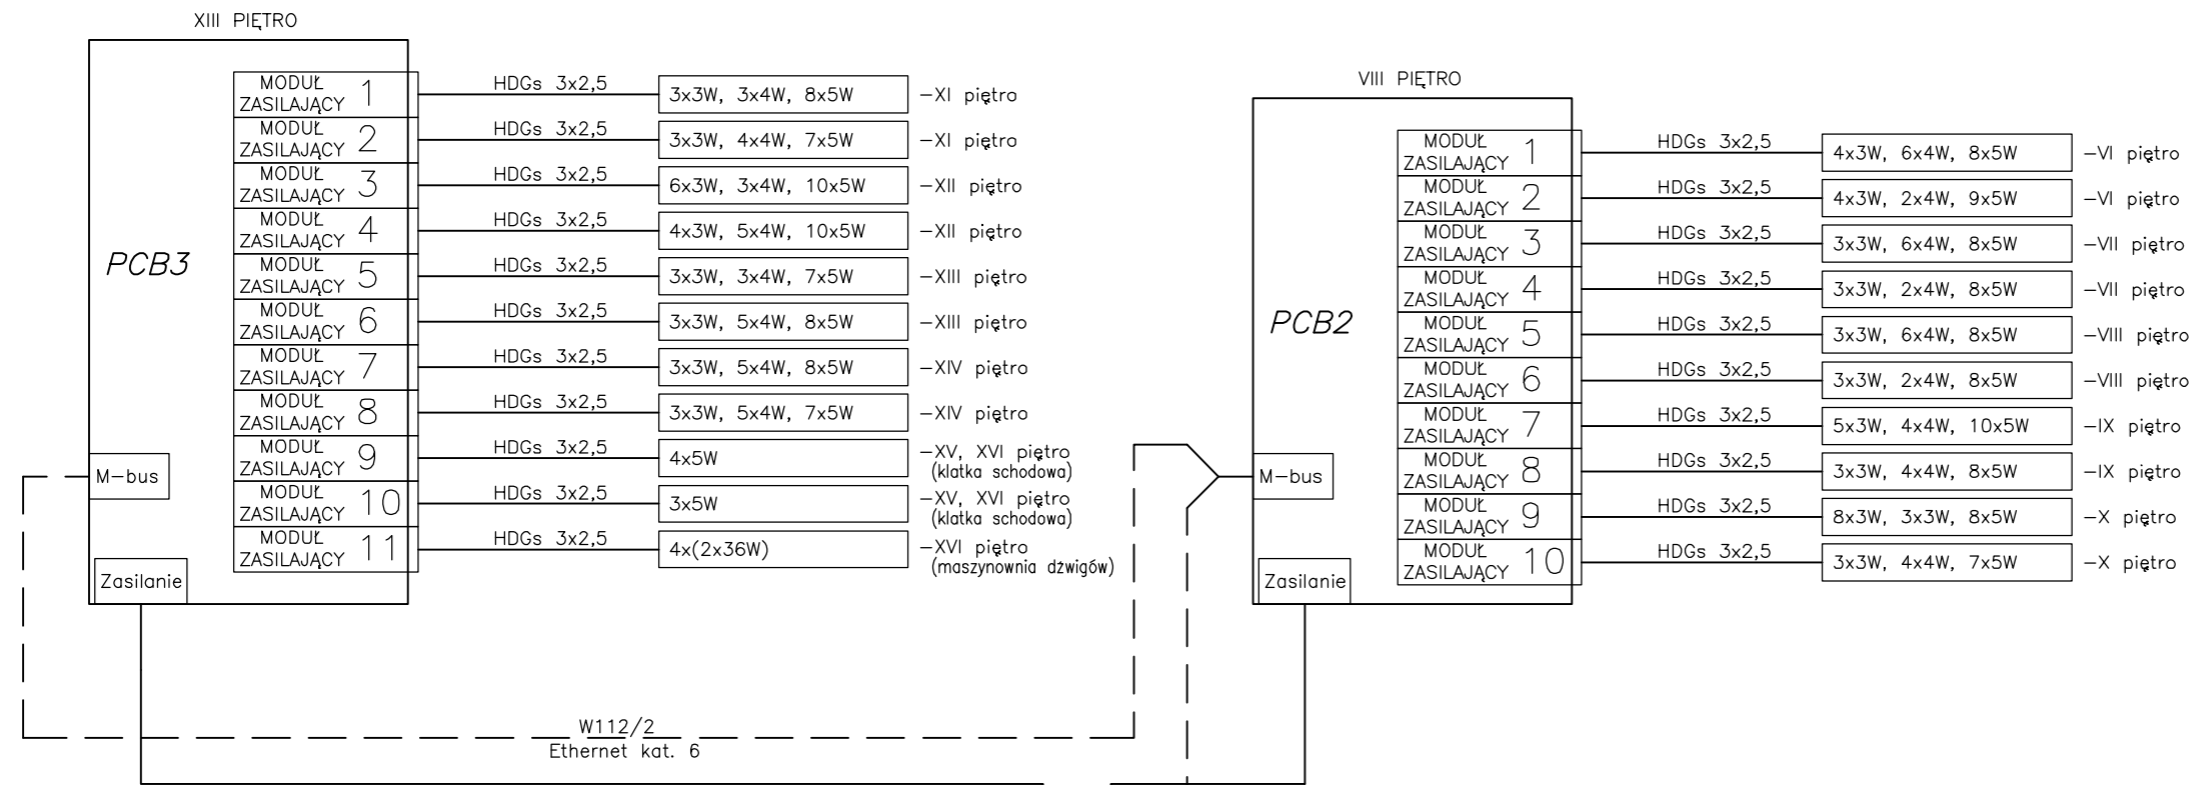 XIII PIĘTRO
MODUŁ
ZASILAJĄCY 1
HDGs 3x2,5
3x3W, 3x4W, 8x5W
-XI piętro
MODUŁ
ZASILAJĄCY 2
HDGs 3x2,5
3x3W, 4x4W, 7x5W
-XI piętro
MODUŁ
ZASILAJĄCY 3
HDGs 3x2,5
6x3W, 3x4W, 10x5W
-XII piętro
MODUŁ
ZASILAJĄCY 4
HDGs 3x2,5
4x3W, 5x4W, 10x5W
-XII piętro
PCB3
MODUŁ
ZASILAJĄCY 5
HDGs 3x2,5
3x3W, 3x4W, 7x5W
-XIII piętro
MODUŁ
ZASILAJĄCY 6
HDGs 3x2,5
3x3W, 5x4W, 8x5W
-XIII piętro
MODUŁ
ZASILAJĄCY 7
HDGs 3x2,5
3x3W, 5x4W, 8x5W
-XIV piętro
MODUŁ
ZASILAJĄCY 8
HDGs 3x2,5
3x3W, 5x4W, 7x5W
-XIV piętro
MODUŁ
ZASILAJĄCY 9
HDGs 3x2,5
4x5W
-XV, XVI piętro
(klatka schodowa)
M-bus
MODUŁ
ZASILAJĄCY 10
HDGs 3x2,5
3x5W
-XV, XVI piętro
(klatka schodowa)
MODUŁ
ZASILAJĄCY 11
HDGs 3x2,5
4x(2x36W)
-XVI piętro
(maszynownia dźwigów)
Zasilanie
W112/2
Ethernet kat. 6
VIII PIĘTRO
MODUŁ
ZASILAJĄCY 1
HDGs 3x2,5
4x3W, 6x4W, 8x5W
-VI piętro
MODUŁ
ZASILAJĄCY 2
HDGs 3x2,5
4x3W, 2x4W, 9x5W
-VI piętro
MODUŁ
ZASILAJĄCY 3
HDGs 3x2,5
3x3W, 6x4W, 8x5W
-VII piętro
MODUŁ
ZASILAJĄCY 4
HDGs 3x2,5
3x3W, 2x4W, 8x5W
-VII piętro
PCB2
MODUŁ
ZASILAJĄCY 5
HDGs 3x2,5
3x3W, 6x4W, 8x5W
-VIII piętro
MODUŁ
ZASILAJĄCY 6
HDGs 3x2,5
3x3W, 2x4W, 8x5W
-VIII piętro
MODUŁ
ZASILAJĄCY 7
HDGs 3x2,5
5x3W, 4x4W, 10x5W
-IX piętro
M-bus
MODUŁ
ZASILAJĄCY 8
HDGs 3x2,5
3x3W, 4x4W, 8x5W
-IX piętro
MODUŁ
ZASILAJĄCY 9
HDGs 3x2,5
8x3W, 3x3W, 8x5W
-X piętro
MODUŁ
ZASILAJĄCY 10
HDGs 3x2,5
3x3W, 4x4W, 7x5W
-X piętro
Zasilanie